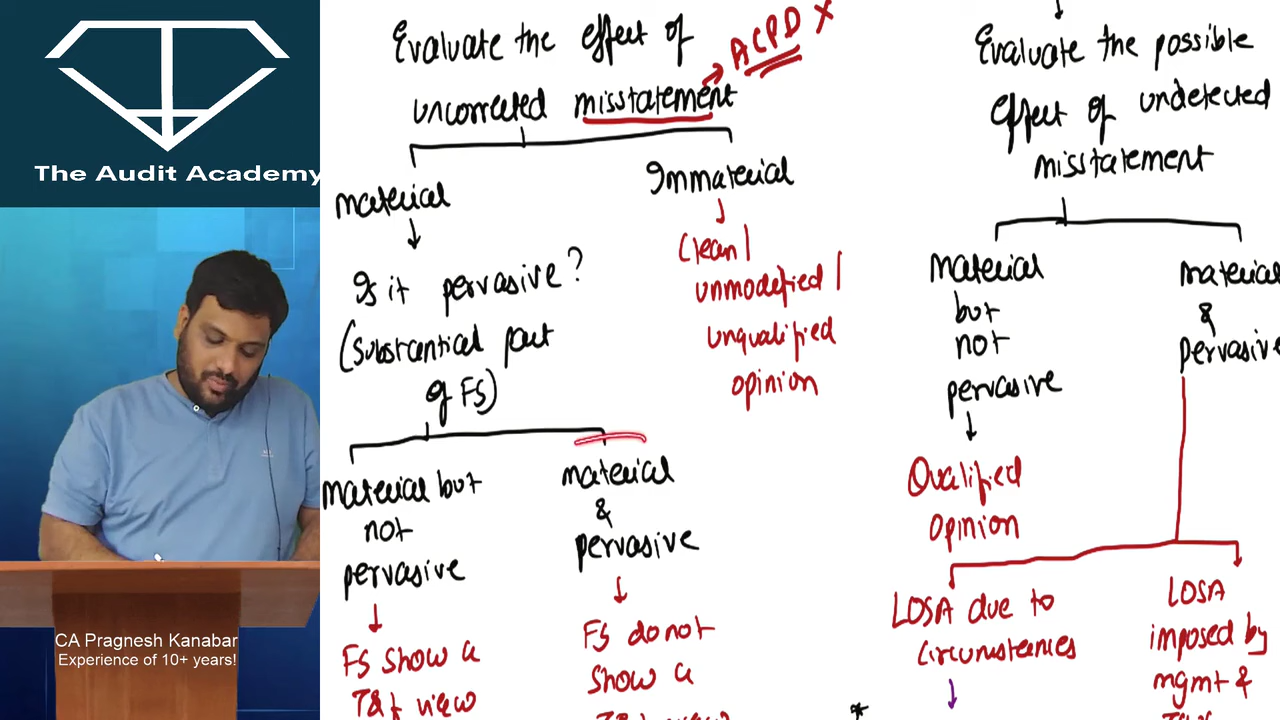 The Audit Academy
CA Pragnesh Kanabar
Experience of 10+ years!
Evaluate the effect of
uncorrected misstatement
→ ACPD X
material
↓
Is it pervasive?
(Substantial part
of FS)
Immaterial
↓
Clean |
unmodified |
unqualified
opinion
material but
not
pervasive
↓
FS show a
T&F view
material
&
pervasive
↓
FS do not
show a
↓
Evaluate the possible
effect of undetected
misstatement
material
but
not
pervasive
↓
Qualified
opinion
material
&
pervasive
LOSA due to
circumstances
↓
LOSA
imposed by
mgmt &
*